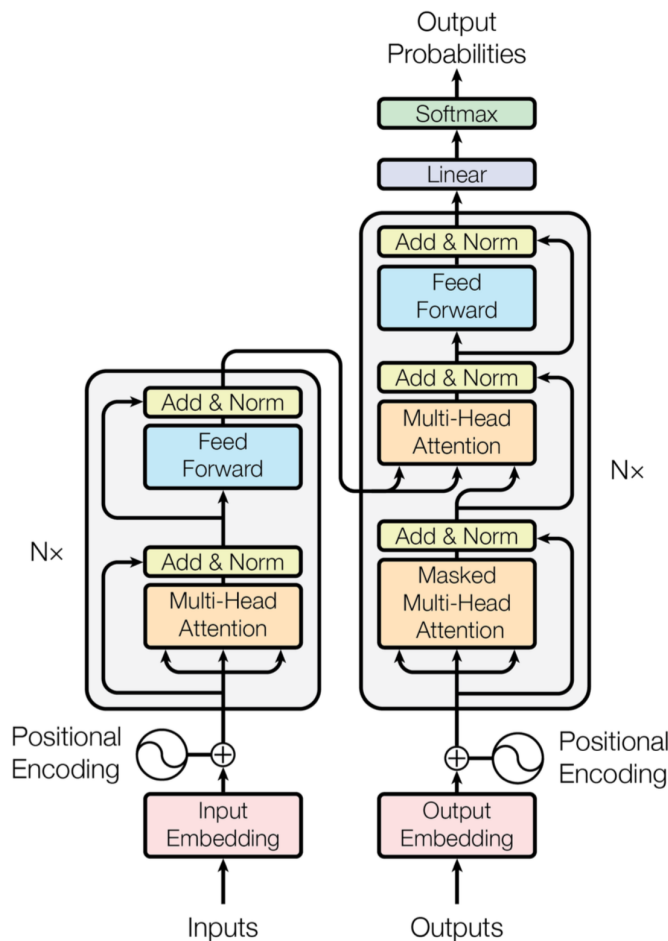 Output
Probabilities
Softmax
Linear
Add & Norm
Feed
Forward
Add & Norm
Multi-Head
Attention
Add & Norm
Masked
Multi-Head
Attention
Nx
Add & Norm
Feed
Forward
Add & Norm
Multi-Head
Attention
Nx
Positional
Encoding
Positional
Encoding
Input
Embedding
Output
Embedding
Inputs
Outputs